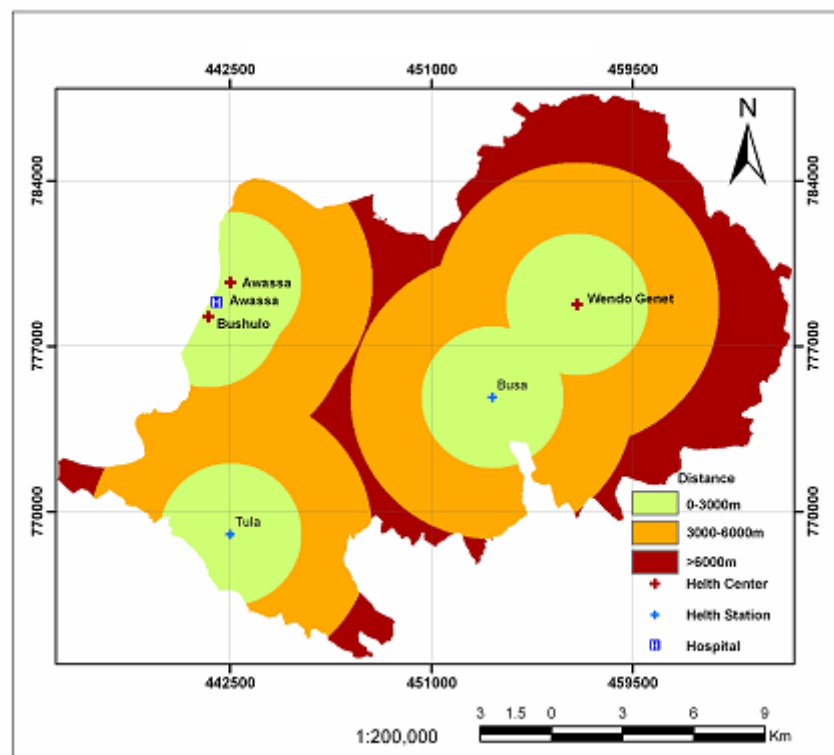 442500 451000 459500
N
784000 784000
Awassa
Awassa
Bushulo
Wendo Genet
777000 777000
Busa
Distance
0-3000m
770000 770000
Tula
3000-6000m
>6000m
Helth Center
Helth Station
Hospital
H
442500 451000 459500
3 1.5 0 3 6 9
1:200,000 Km